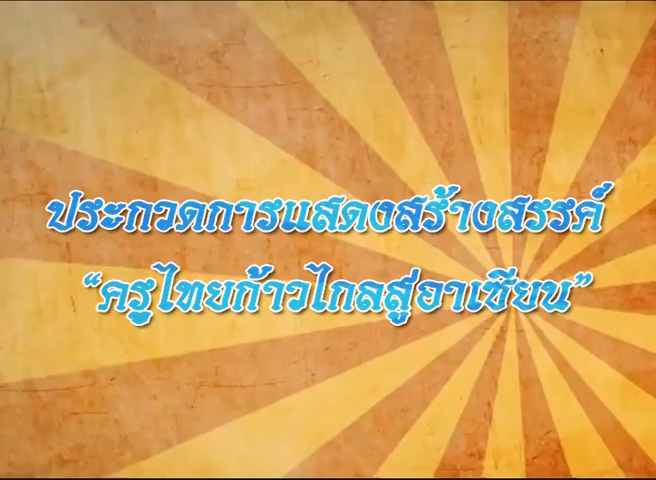 ประกวดการแสดงสร้างสรรค์
“ครูไทยก้าวไกลสู่อาเซียน”